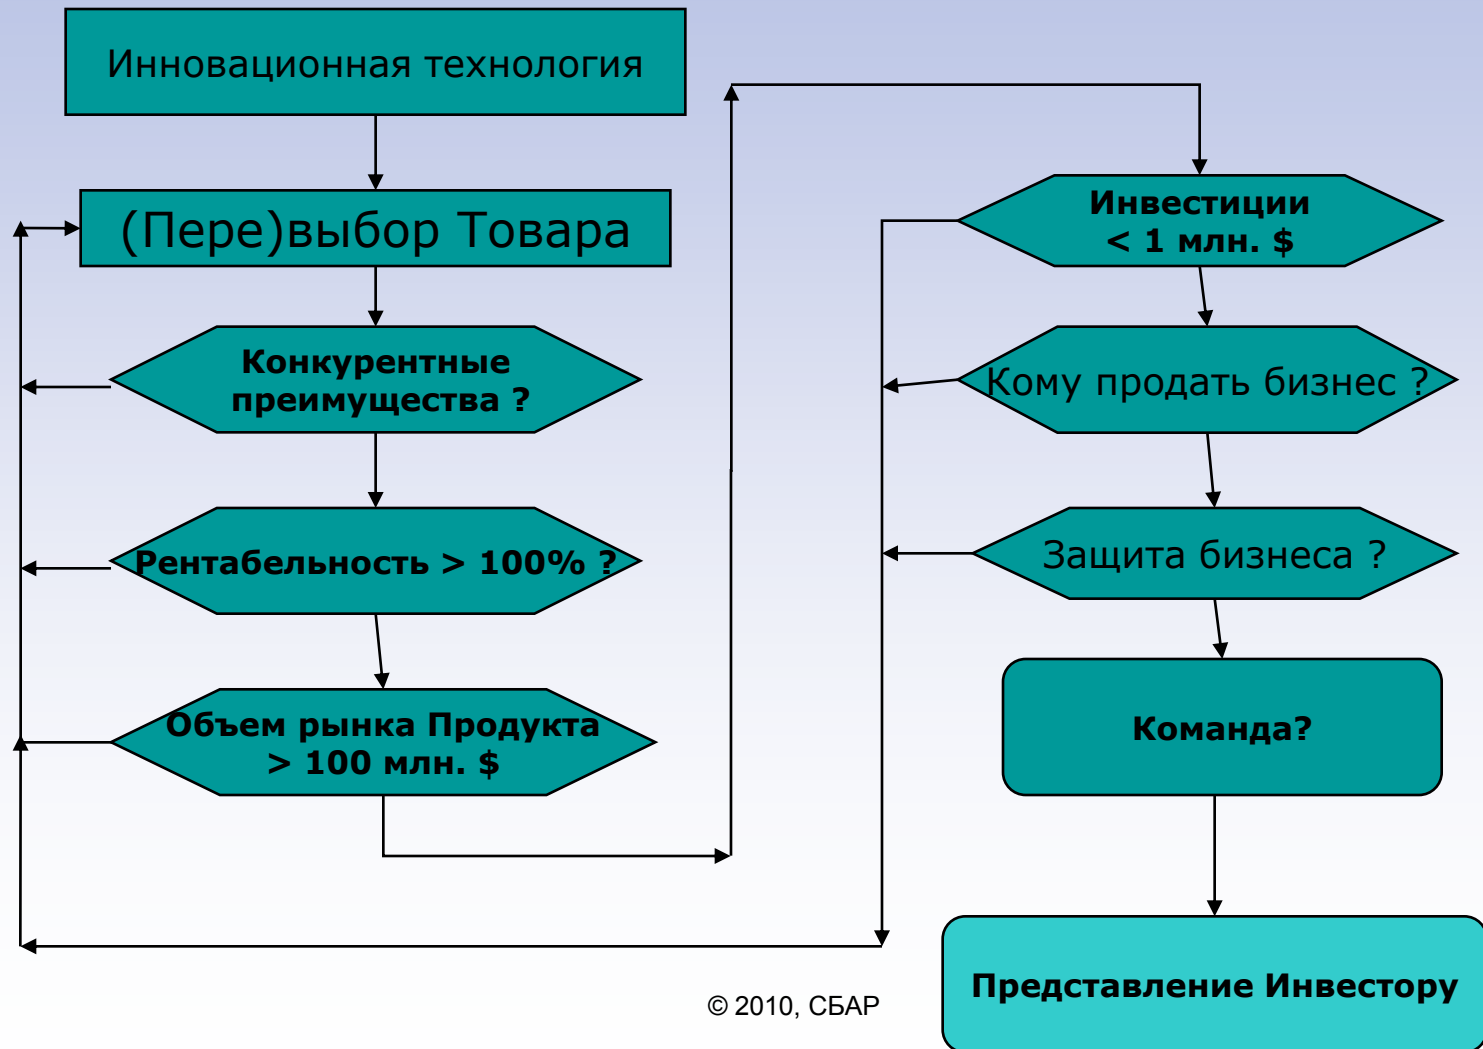 Инновационная технология
(Пере)выбор Товара
Конкурентные
преимущества ?
Рентабельность > 100% ?
Объем рынка Продукта
> 100 млн. $
Инвестиции
< 1 млн. $
Кому продать бизнес ?
Защита бизнеса ?
Команда?
Представление Инвестору
© 2010, СБАР